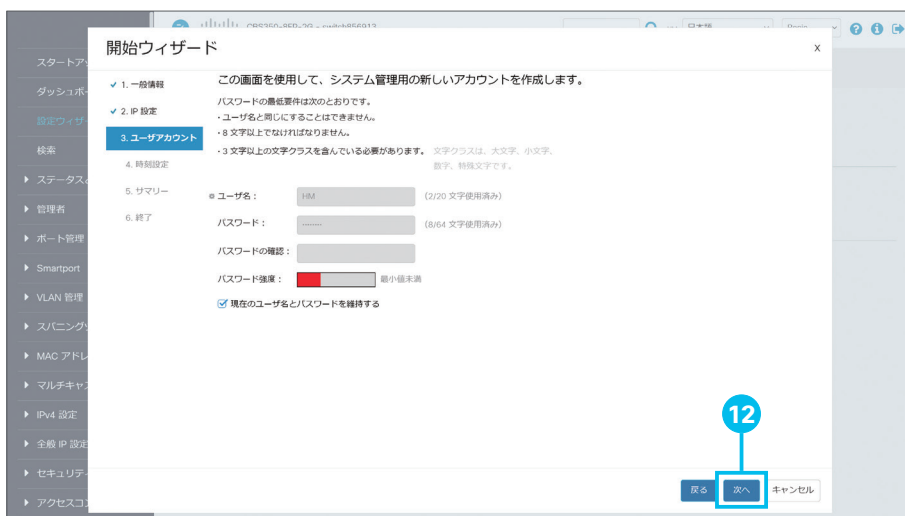 CBS250-8FP-2G - switch856913
日本語
Basic
開始ウィザード
X
スタートア
ダッシュボー
設定ウィザー
検索
ステータス
管理者
ポート管理
Smartport
VLAN 管理
スパニング
MAC アドレ
マルチキャ
IPv4 設定
全般 IP 設定
セキュリテ
アクセスコ
✓ 1. 一般情報
✓ 2. IP 設定
3. ユーザアカウント
4. 時刻設定
5. サマリー
6. 終了
この画面を使用して、システム管理用の新しいアカウントを作成します。
パスワードの最低要件は次のとおりです。
・ユーザ名と同じにすることはできません。
・8 文字以上でなければなりません。
・3 文字以上の文字クラスを含んでいる必要があります。 文字クラスは、大文字、小文字、
数字、特殊文字です。
ユーザ名： HM (2/20 文字使用済み)
パスワード： ········ (8/64 文字使用済み)
パスワードの確認：
パスワード強度： 最小値未満
現在のユーザ名とパスワードを維持する
12
戻る 次へ キャンセル